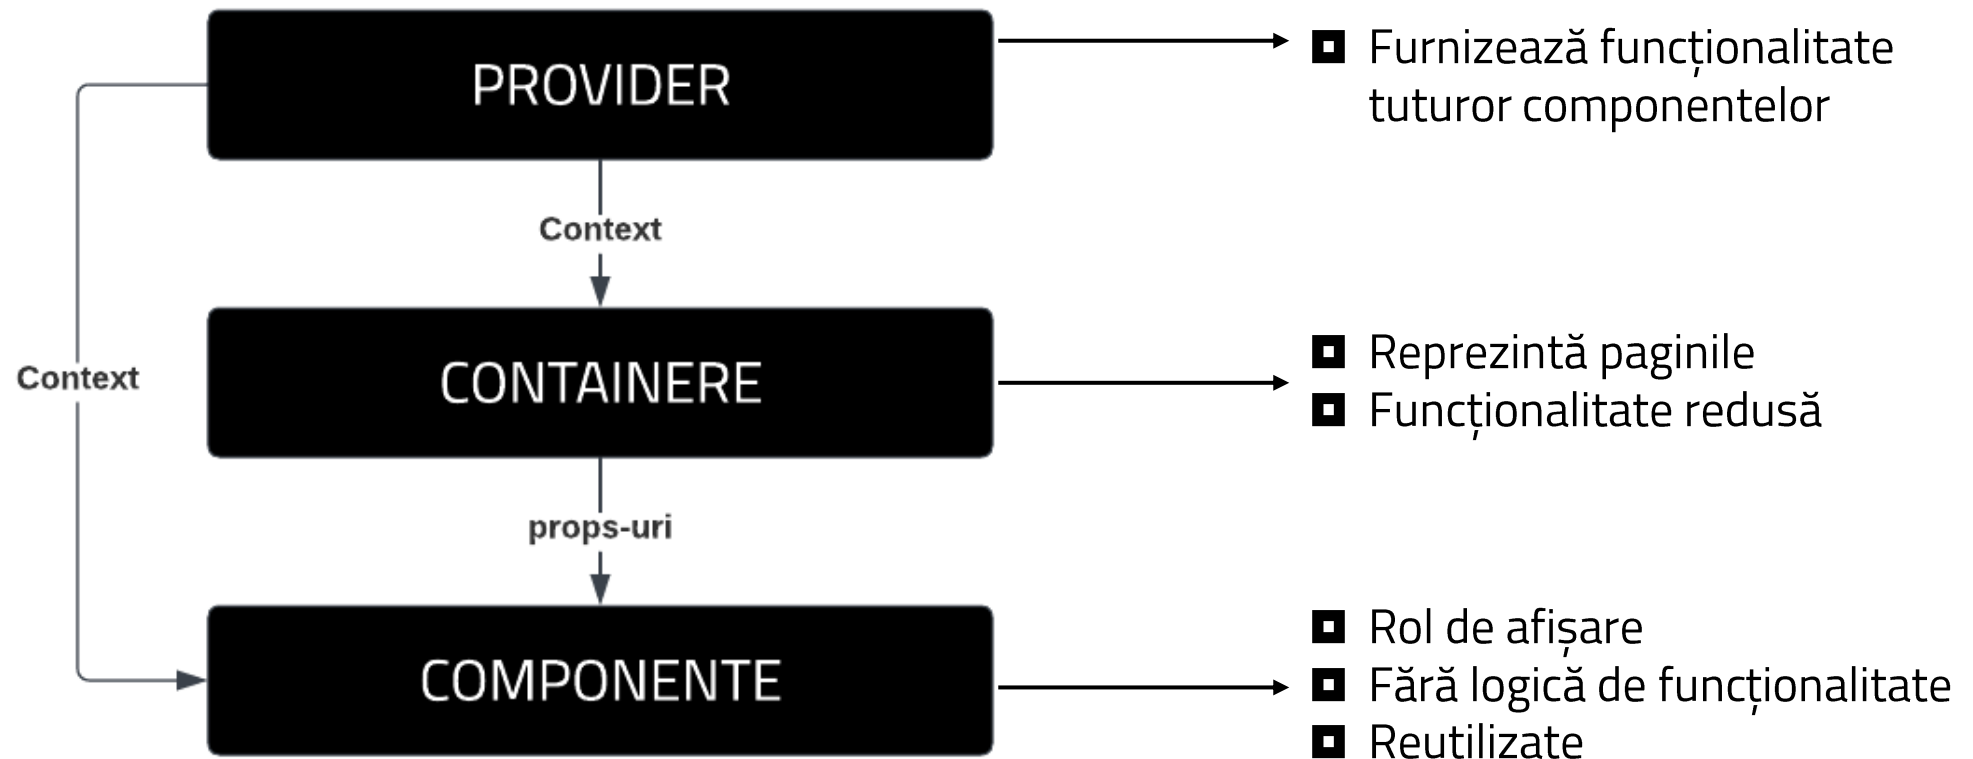 PROVIDER
Furnizează funcționalitate
tuturor componentelor
Context
Context
CONTAINERE
Reprezintă paginile
Funcționalitate redusă
props-uri
COMPONENTE
Rol de afișare
Fără logică de funcționalitate
Reutilizate